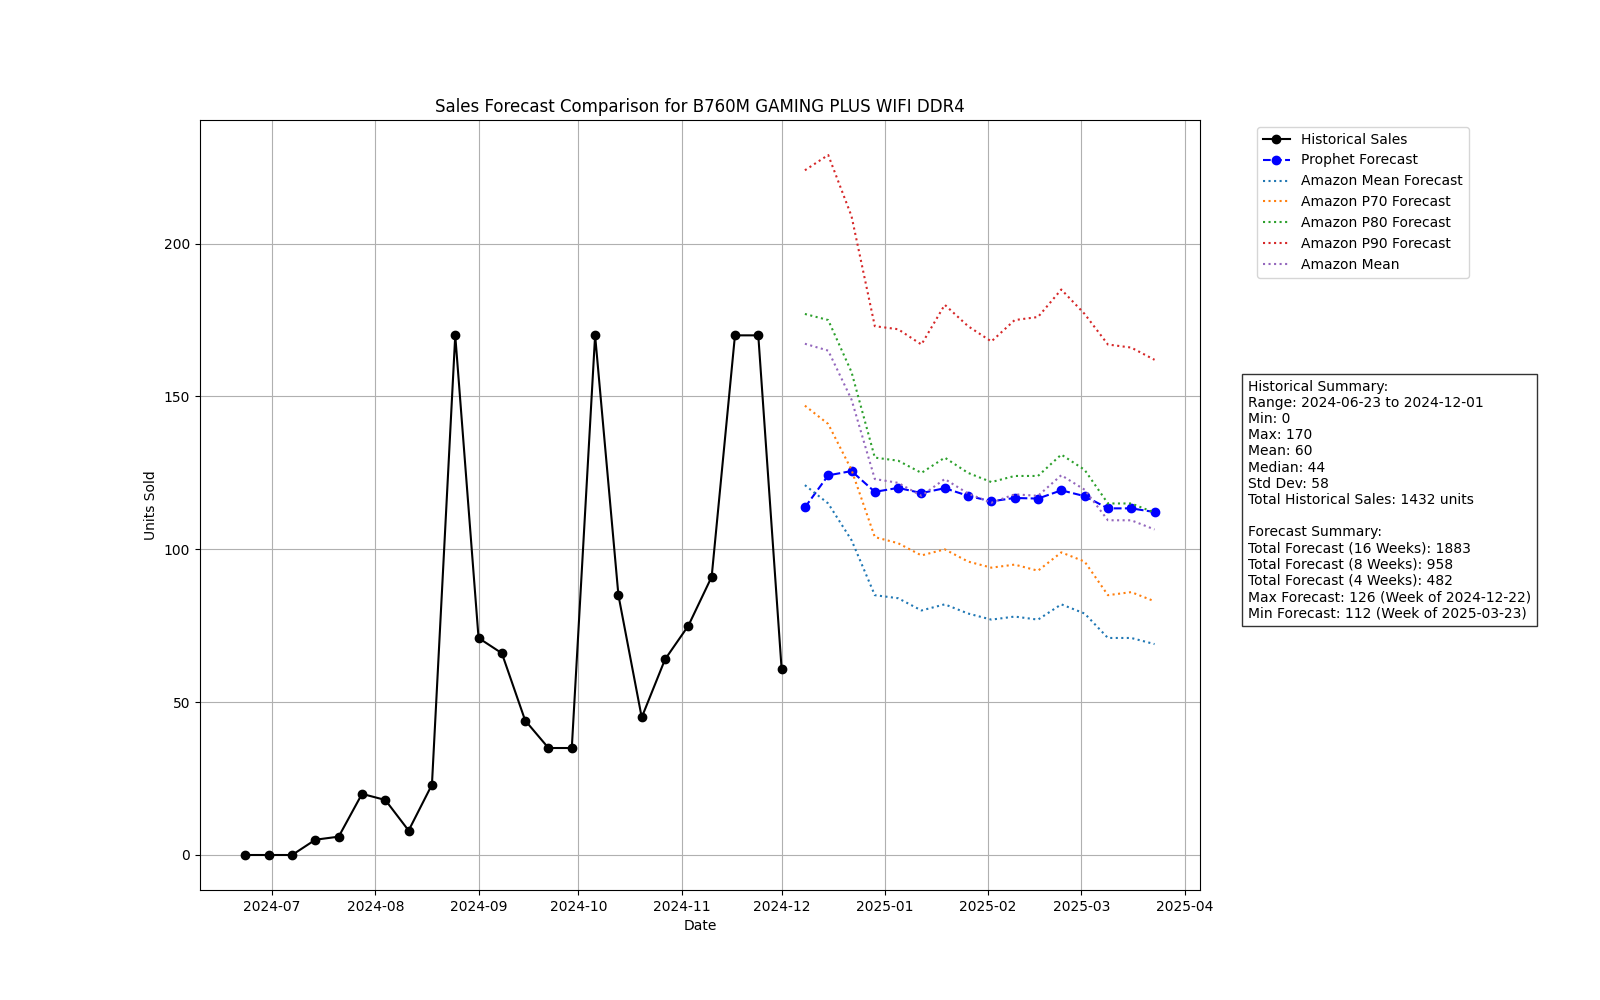 Sales Forecast Comparison for B760M GAMING PLUS WIFI DDR4
Units Sold
200
150
100
50
0
2024-07
2024-08
2024-09
2024-10
2024-11
2024-12
2025-01
2025-02
2025-03
2025-04
Date
Historical Sales
Prophet Forecast
Amazon Mean Forecast
Amazon P70 Forecast
Amazon P80 Forecast
Amazon P90 Forecast
Amazon Mean
Historical Summary:
Range: 2024-06-23 to 2024-12-01
Min: 0
Max: 170
Mean: 60
Median: 44
Std Dev: 58
Total Historical Sales: 1432 units
Forecast Summary:
Total Forecast (16 Weeks): 1883
Total Forecast (8 Weeks): 958
Total Forecast (4 Weeks): 482
Max Forecast: 126 (Week of 2024-12-22)
Min Forecast: 112 (Week of 2025-03-23)